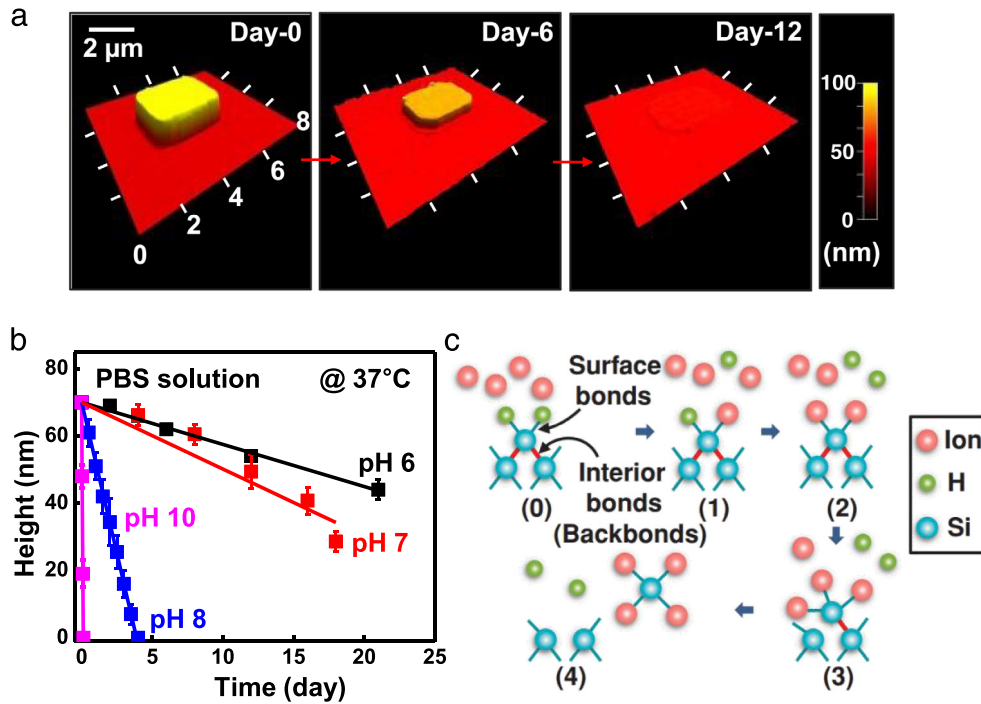 a
Day-0
Day-6
Day-12
2 μm
100
50
0
(nm)
8
6
4
2
0
b
c
80
60
40
20
0
Height (nm)
PBS solution
@ 37°C
pH 6
pH 7
pH 10
pH 8
0
5
10
15
20
25
Time (day)
Surface
bonds
Interior
bonds
(Backbonds)
(0)
(1)
(2)
(3)
(4)
Ion
H
Si